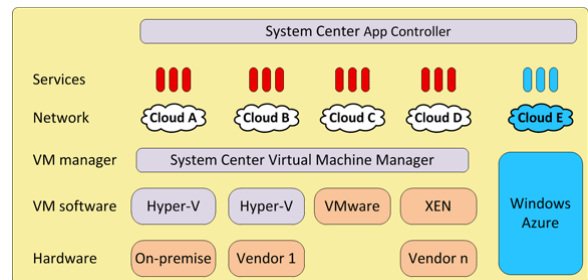 System Center App Controller
Services
Network Cloud A Cloud B Cloud C Cloud D Cloud E
VM manager System Center Virtual Machine Manager
VM software Hyper-V Hyper-V VMware XEN
Windows
Azure
Hardware On-premise Vendor 1 Vendor n